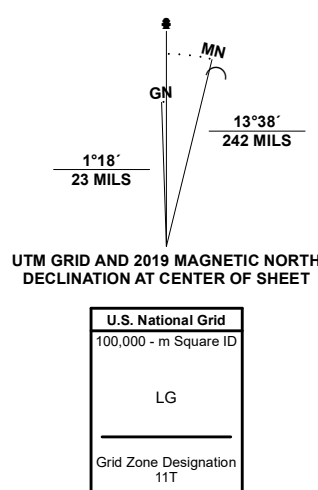 MN
GN
13°38´
242 MILS
1°18´
23 MILS
UTM GRID AND 2019 MAGNETIC NORTH
DECLINATION AT CENTER OF SHEET
U.S. National Grid
100,000 - m Square ID
LG
Grid Zone Designation
11T